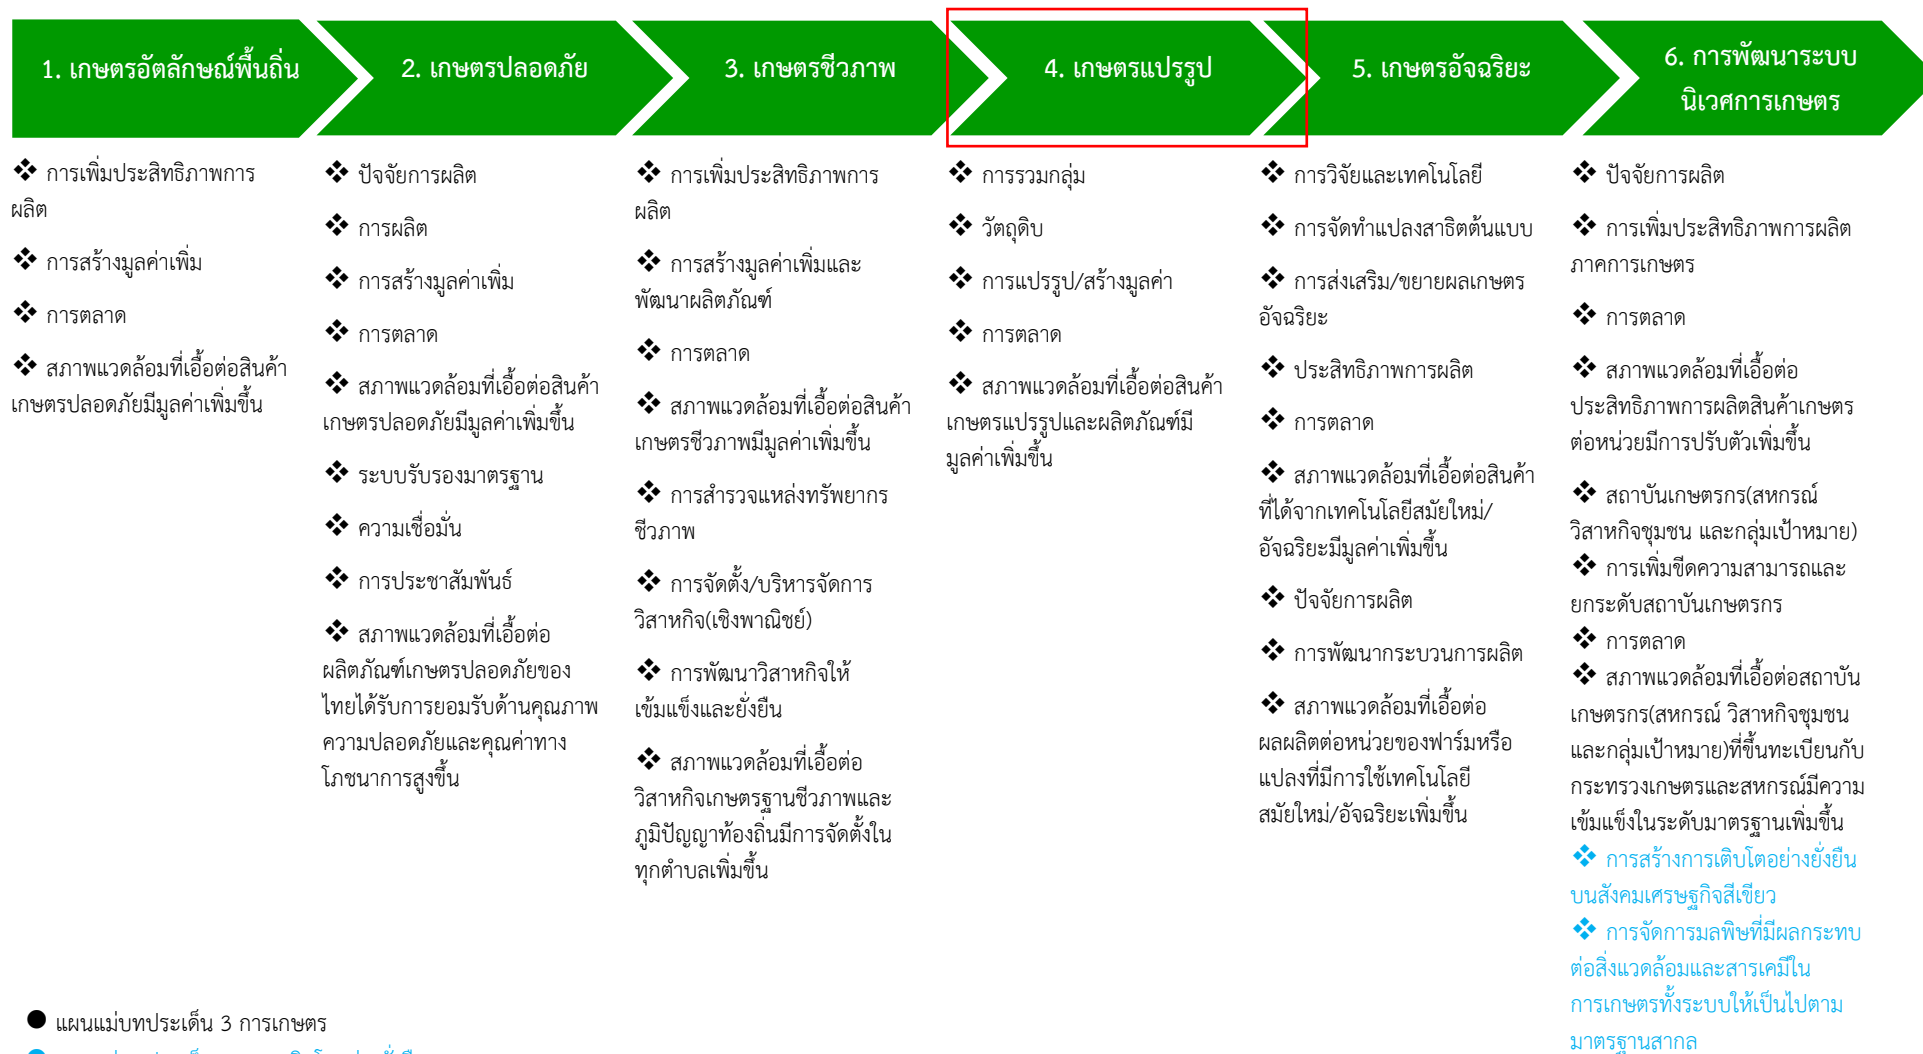 1. เกษตรอัตลักษณ์พื้นถิ่น
2. เกษตรปลอดภัย
3. เกษตรชีวภาพ
4. เกษตรแปรรูป
5. เกษตรอัจฉริยะ
6. การพัฒนาระบบ
นิเวศการเกษตร
❖ การเพิ่มประสิทธิภาพการ
ผลิต
❖ การสร้างมูลค่าเพิ่ม
❖ การตลาด
❖ สภาพแวดล้อมที่เอื้อต่อสินค้า
เกษตรปลอดภัยมีมูลค่าเพิ่มขึ้น
❖ ปัจจัยการผลิต
❖ การผลิต
❖ การสร้างมูลค่าเพิ่ม
❖ การตลาด
❖ สภาพแวดล้อมที่เอื้อต่อสินค้า
เกษตรปลอดภัยมีมูลค่าเพิ่มขึ้น
❖ ระบบรับรองมาตรฐาน
❖ ความเชื่อมั่น
❖ การประชาสัมพันธ์
❖ สภาพแวดล้อมที่เอื้อต่อ
ผลิตภัณฑ์เกษตรปลอดภัยของ
ไทยได้รับการยอมรับด้านคุณภาพ
ความปลอดภัยและคุณค่าทาง
โภชนาการสูงขึ้น
❖ การเพิ่มประสิทธิภาพการ
ผลิต
❖ การสร้างมูลค่าเพิ่มและ
พัฒนาผลิตภัณฑ์
❖ การตลาด
❖ สภาพแวดล้อมที่เอื้อต่อสินค้า
เกษตรชีวภาพมีมูลค่าเพิ่มขึ้น
❖ การสำรวจแหล่งทรัพยากร
ชีวภาพ
❖ การจัดตั้ง/บริหารจัดการ
วิสาหกิจ(เชิงพาณิชย์)
❖ การพัฒนาวิสาหกิจให้
เข้มแข็งและยั่งยืน
❖ สภาพแวดล้อมที่เอื้อต่อ
วิสาหกิจเกษตรฐานชีวภาพและ
ภูมิปัญญาท้องถิ่นมีการจัดตั้งใน
ทุกตำบลเพิ่มขึ้น
❖ การรวมกลุ่ม
❖ วัตถุดิบ
❖ การแปรรูป/สร้างมูลค่า
❖ การตลาด
❖ สภาพแวดล้อมที่เอื้อต่อสินค้า
เกษตรแปรรูปและผลิตภัณฑ์มี
มูลค่าเพิ่มขึ้น
❖ การวิจัยและเทคโนโลยี
❖ การจัดทำแปลงสาธิตต้นแบบ
❖ การส่งเสริม/ขยายผลเกษตร
อัจฉริยะ
❖ ประสิทธิภาพการผลิต
❖ การตลาด
❖ สภาพแวดล้อมที่เอื้อต่อสินค้า
ที่ได้จากเทคโนโลยีสมัยใหม่/
อัจฉริยะมีมูลค่าเพิ่มขึ้น
❖ ปัจจัยการผลิต
❖ การพัฒนากระบวนการผลิต
❖ สภาพแวดล้อมที่เอื้อต่อ
ผลผลิตต่อหน่วยของฟาร์มหรือ
แปลงที่มีการใช้เทคโนโลยี
สมัยใหม่/อัจฉริยะเพิ่มขึ้น
❖ ปัจจัยการผลิต
❖ การเพิ่มประสิทธิภาพการผลิต
ภาคการเกษตร
❖ การตลาด
❖ สภาพแวดล้อมที่เอื้อต่อ
ประสิทธิภาพการผลิตสินค้าเกษตร
ต่อหน่วยมีการปรับตัวเพิ่มขึ้น
❖ สถาบันเกษตรกร(สหกรณ์
วิสาหกิจชุมชน และกลุ่มเป้าหมาย)
❖ การเพิ่มขีดความสามารถและ
ยกระดับสถาบันเกษตรกร
❖ การตลาด
❖ สภาพแวดล้อมที่เอื้อต่อสถาบัน
เกษตรกร(สหกรณ์ วิสาหกิจชุมชน
และกลุ่มเป้าหมาย)ที่ขึ้นทะเบียนกับ
กระทรวงเกษตรและสหกรณ์มีความ
เข้มแข็งในระดับมาตรฐานเพิ่มขึ้น
❖ การสร้างการเติบโตอย่างยั่งยืน
บนสังคมเศรษฐกิจสีเขียว
❖ การจัดการมลพิษที่มีผลกระทบ
ต่อสิ่งแวดล้อมและสารเคมีใน
การเกษตรทั้งระบบให้เป็นไปตาม
มาตรฐานสากล
● แผนแม่บทประเด็น 3 การเกษตร